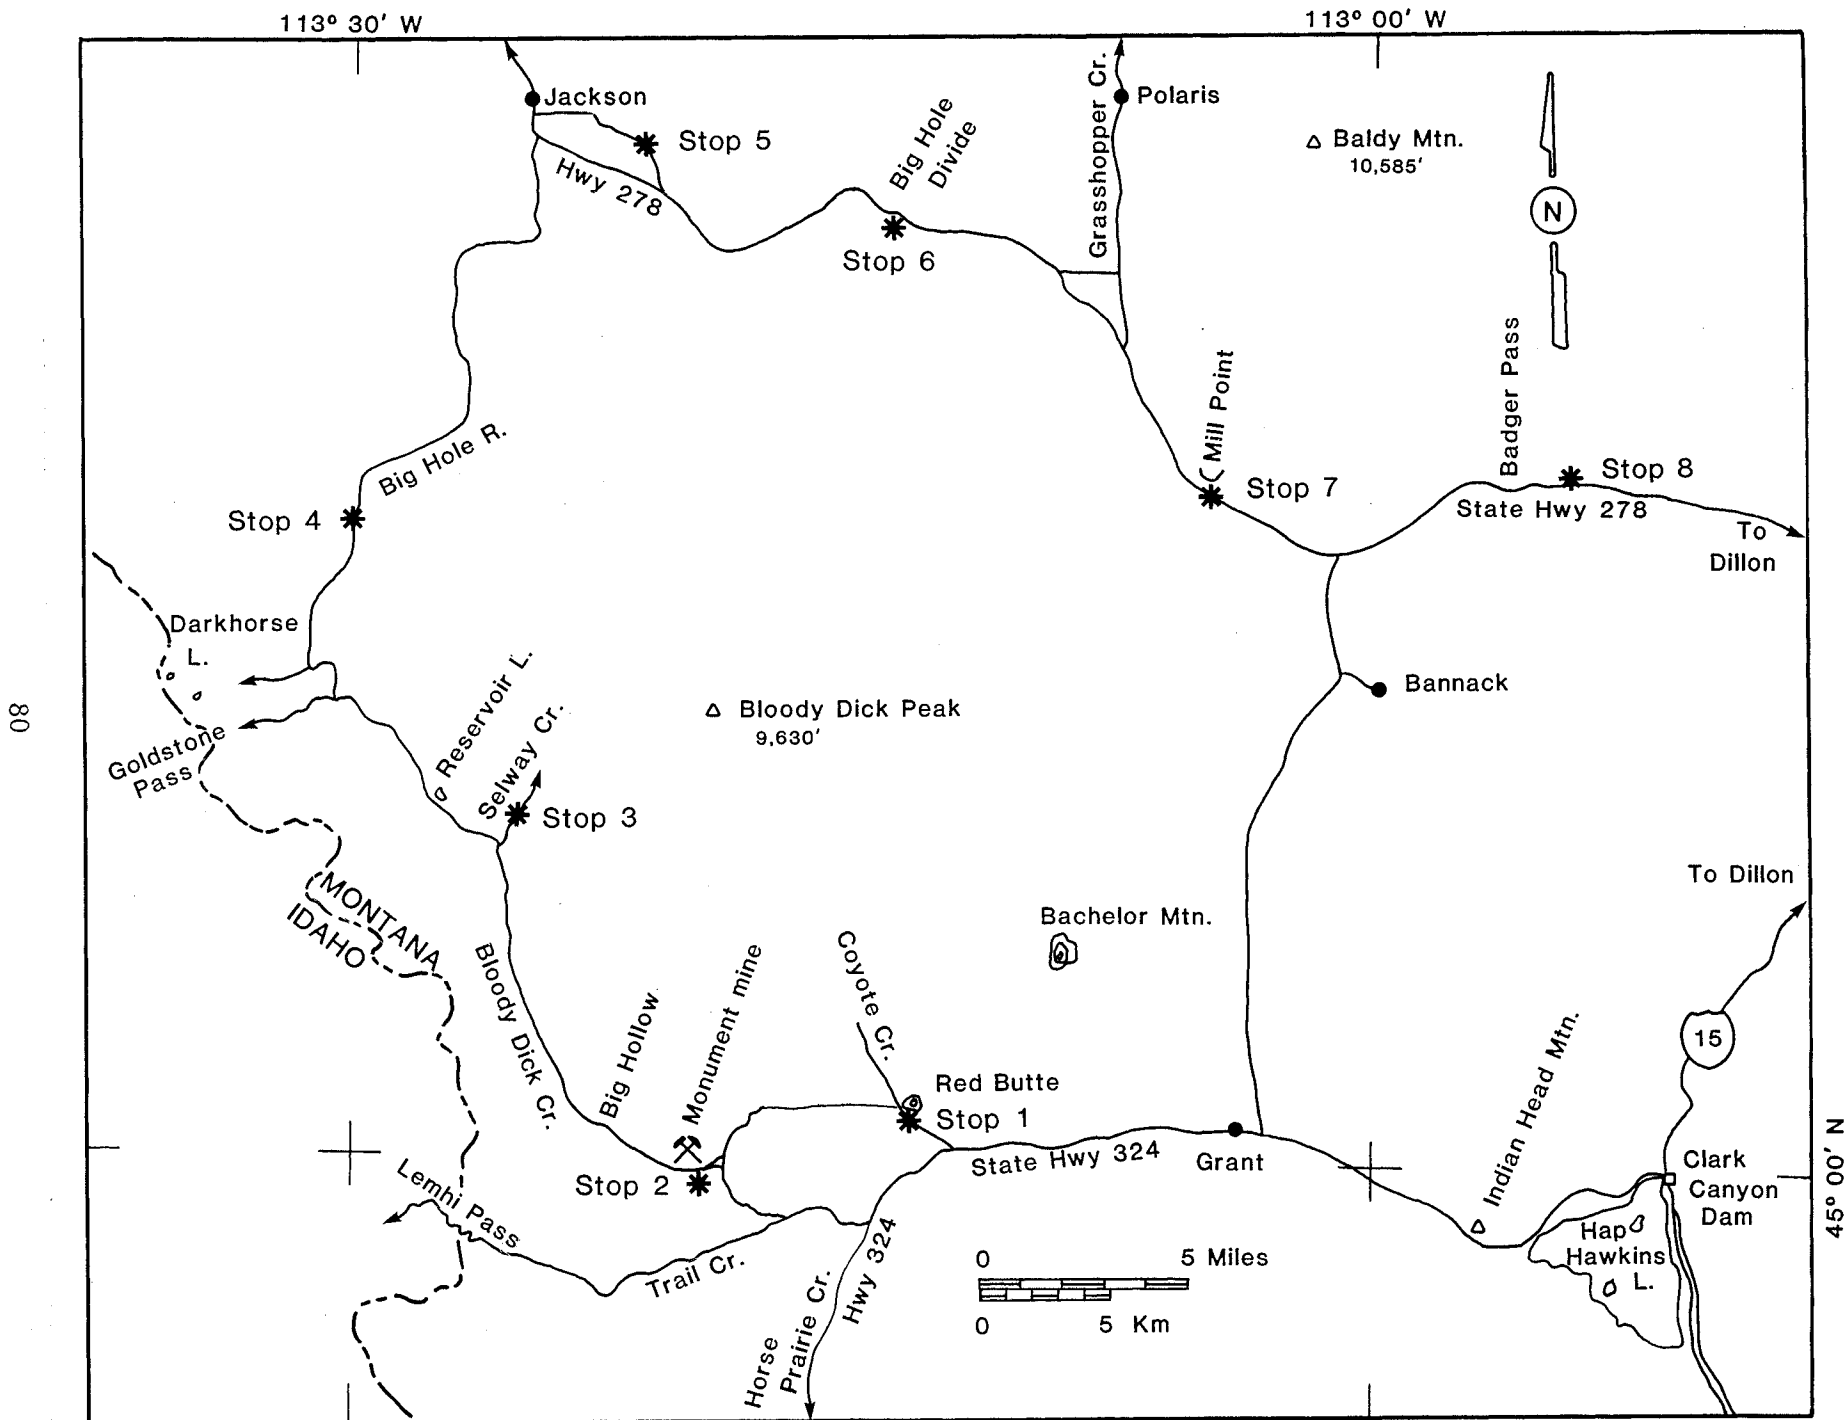 113° 30' W
113° 00' W
Jackson
Polaris
Stop 5
Hwy 278
Big Hole
Divide
Grasshopper Cr.
Baldy Mtn.
10,585'
N
Stop 6
Badger Pass
Mill Point
Big Hole R.
Stop 4
Stop 7
Stop 8
State Hwy 278
To
Dillon
Darkhorse
L.
Bannack
Bloody Dick Peak
9,630'
80
Goldstone
Pass
Reservoir L.
Selway Cr.
Stop 3
MONTANA
IDAHO
To Dillon
Bachelor Mtn.
Coyote Cr.
Bloody Dick Cr.
Big Hollow
Monument mine
15
Red Butte
Stop 1
Indian Head Mtn.
State Hwy 324
Grant
Stop 2
Lemhi Pass
Clark
Canyon
Dam
45° 00' N
Hap
Hawkins
L.
Trail Cr.
Hwy 324
Horse
Prairie Cr.
0 5 Miles
0 5 Km